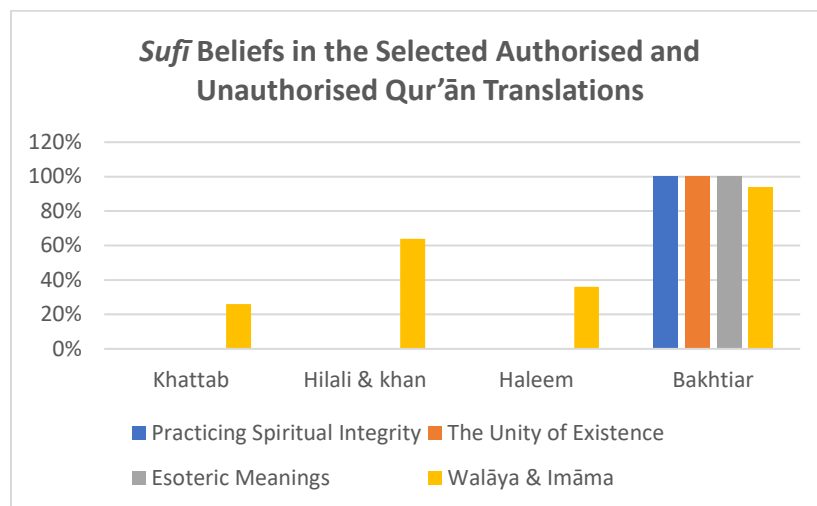 Sufī Beliefs in the Selected Authorised and
Unauthorised Qur’ān Translations
120%
100%
80%
60%
40%
20%
0%
Khattab Hilali & khan Haleem Bakhtiar
Practicing Spiritual Integrity The Unity of Existence
Esoteric Meanings Walāya & Imāma